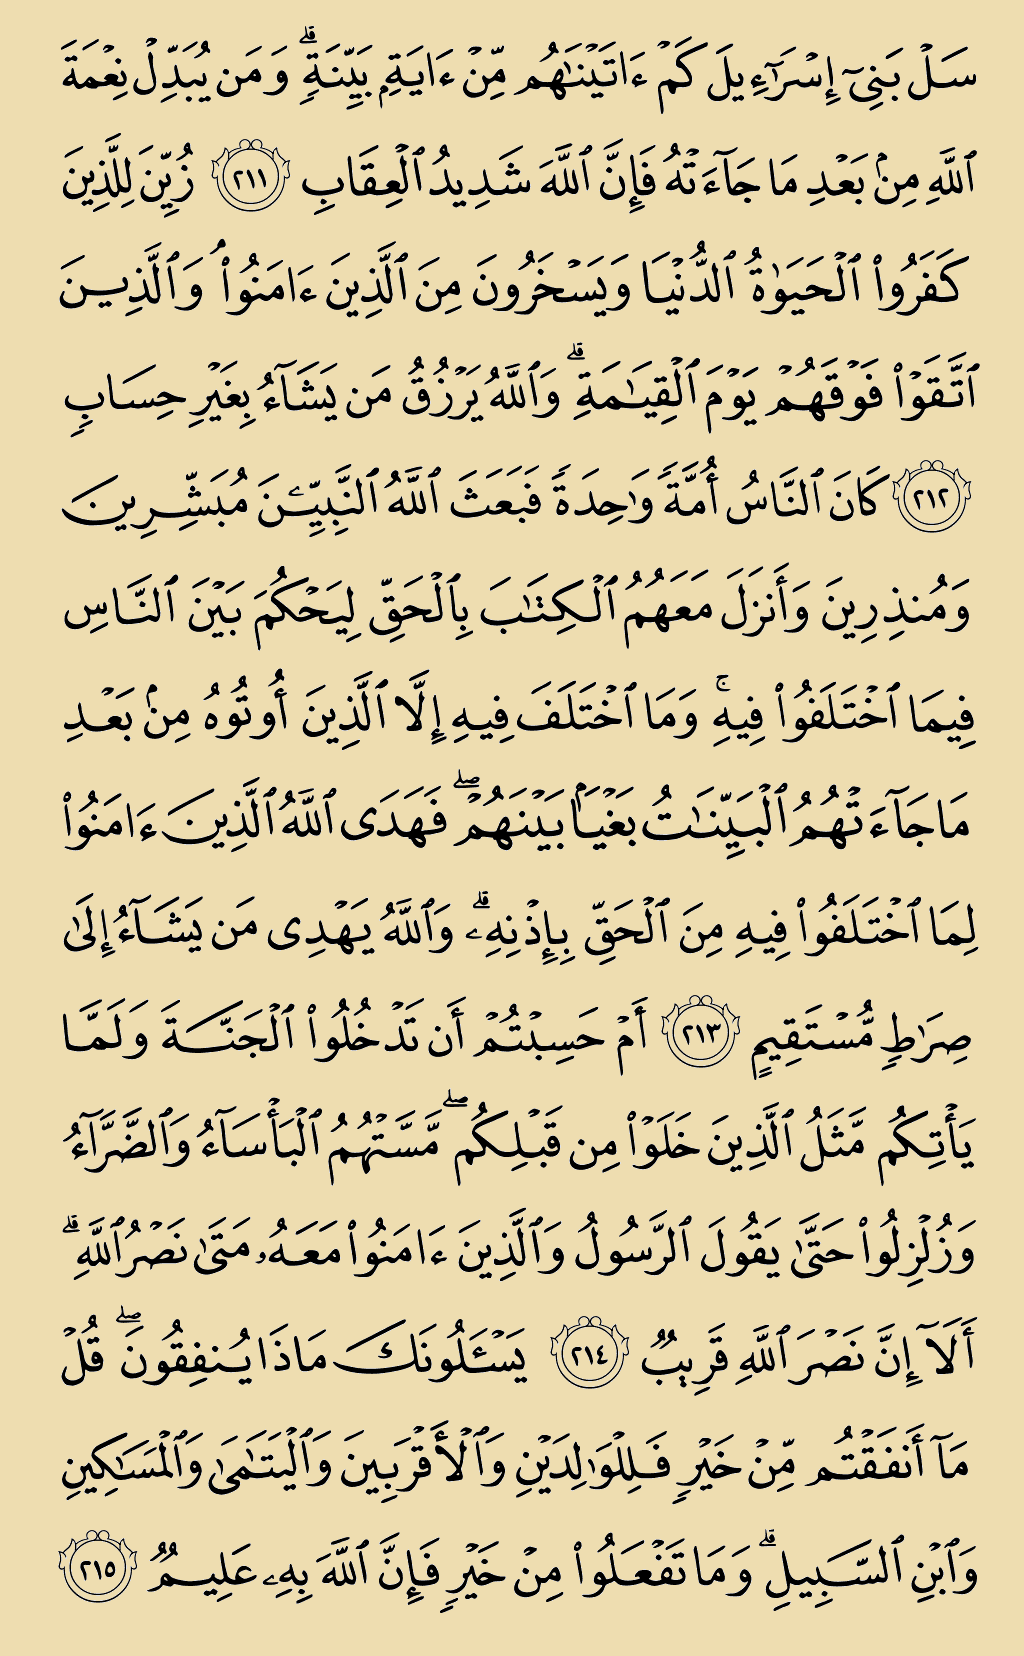 سَلْ بَنِىٓ إِسْرَٰٓءِيلَ كَمْ ءَاتَيْنَٰهُم مِّنْ ءَايَةِۭ بَيِّنَةٍۗ وَمَن يُبَدِّلْ نِعْمَةَ
ٱللَّهِ مِنۢ بَعْدِ مَا جَآءَتْهُ فَإِنَّ ٱللَّهَ شَدِيدُ ٱلْعِقَابِ ٢١١ زُيِّنَ لِلَّذِينَ
كَفَرُوا۟ ٱلْحَيَوٰةُ ٱلدُّنْيَا وَيَسْخَرُونَ مِنَ ٱلَّذِينَ ءَامَنُوا۟ ۘ وَٱلَّذِينَ
ٱتَّقَوْا۟ فَوْقَهُمْ يَوْمَ ٱلْقِيَٰمَةِۗ وَٱللَّهُ يَرْزُقُ مَن يَشَآءُ بِغَيْرِ حِسَابٍ
٢١٢ كَانَ ٱلنَّاسُ أُمَّةً وَٰحِدَةً فَبَعَثَ ٱللَّهُ ٱلنَّبِيِّۦنَ مُبَشِّرِينَ
وَمُنذِرِينَ وَأَنزَلَ مَعَهُمُ ٱلْكِتَٰبَ بِٱلْحَقِّ لِيَحْكُمَ بَيْنَ ٱلنَّاسِ
فِيمَا ٱخْتَلَفُوا۟ فِيهِۚ وَمَا ٱخْتَلَفَ فِيهِ إِلَّا ٱلَّذِينَ أُوتُوهُ مِنۢ بَعْدِ
مَا جَآءَتْهُمُ ٱلْبَيِّنَٰتُ بَغْيًۢا بَيْنَهُمْۖ فَهَدَى ٱللَّهُ ٱلَّذِينَ ءَامَنُوا۟
لِمَا ٱخْتَلَفُوا۟ فِيهِ مِنَ ٱلْحَقِّ بِإِذْنِهِۦۗ وَٱللَّهُ يَهْدِى مَن يَشَآءُ إِلَىٰ
صِرَٰطٍ مُّسْتَقِيمٍ ٢١٣ أَمْ حَسِبْتُمْ أَن تَدْخُلُوا۟ ٱلْجَنَّةَ وَلَمَّا
يَأْتِكُم مَّثَلُ ٱلَّذِينَ خَلَوْا۟ مِن قَبْلِكُمۖ مَّسَّتْهُمُ ٱلْبَأْسَآءُ وَٱلضَّرَّآءُ
وَزُلْزِلُوا۟ حَتَّىٰ يَقُولَ ٱلرَّسُولُ وَٱلَّذِينَ ءَامَنُوا۟ مَعَهُۥ مَتَىٰ نَصْرُ ٱللَّهِۗ
أَلَآ إِنَّ نَصْرَ ٱللَّهِ قَرِيبٌ ٢١٤ يَسْـَٔلُونَكَ مَاذَا يُنفِقُونَۖ قُلْ
مَآ أَنفَقْتُم مِّنْ خَيْرٍ فَلِلْوَٰلِدَيْنِ وَٱلْأَقْرَبِينَ وَٱلْيَتَٰمَىٰ وَٱلْمَسَٰكِينِ
وَٱبْنِ ٱلسَّبِيلِۗ وَمَا تَفْعَلُوا۟ مِنْ خَيْرٍ فَإِنَّ ٱللَّهَ بِهِۦ عَلِيمٌ ٢١٥